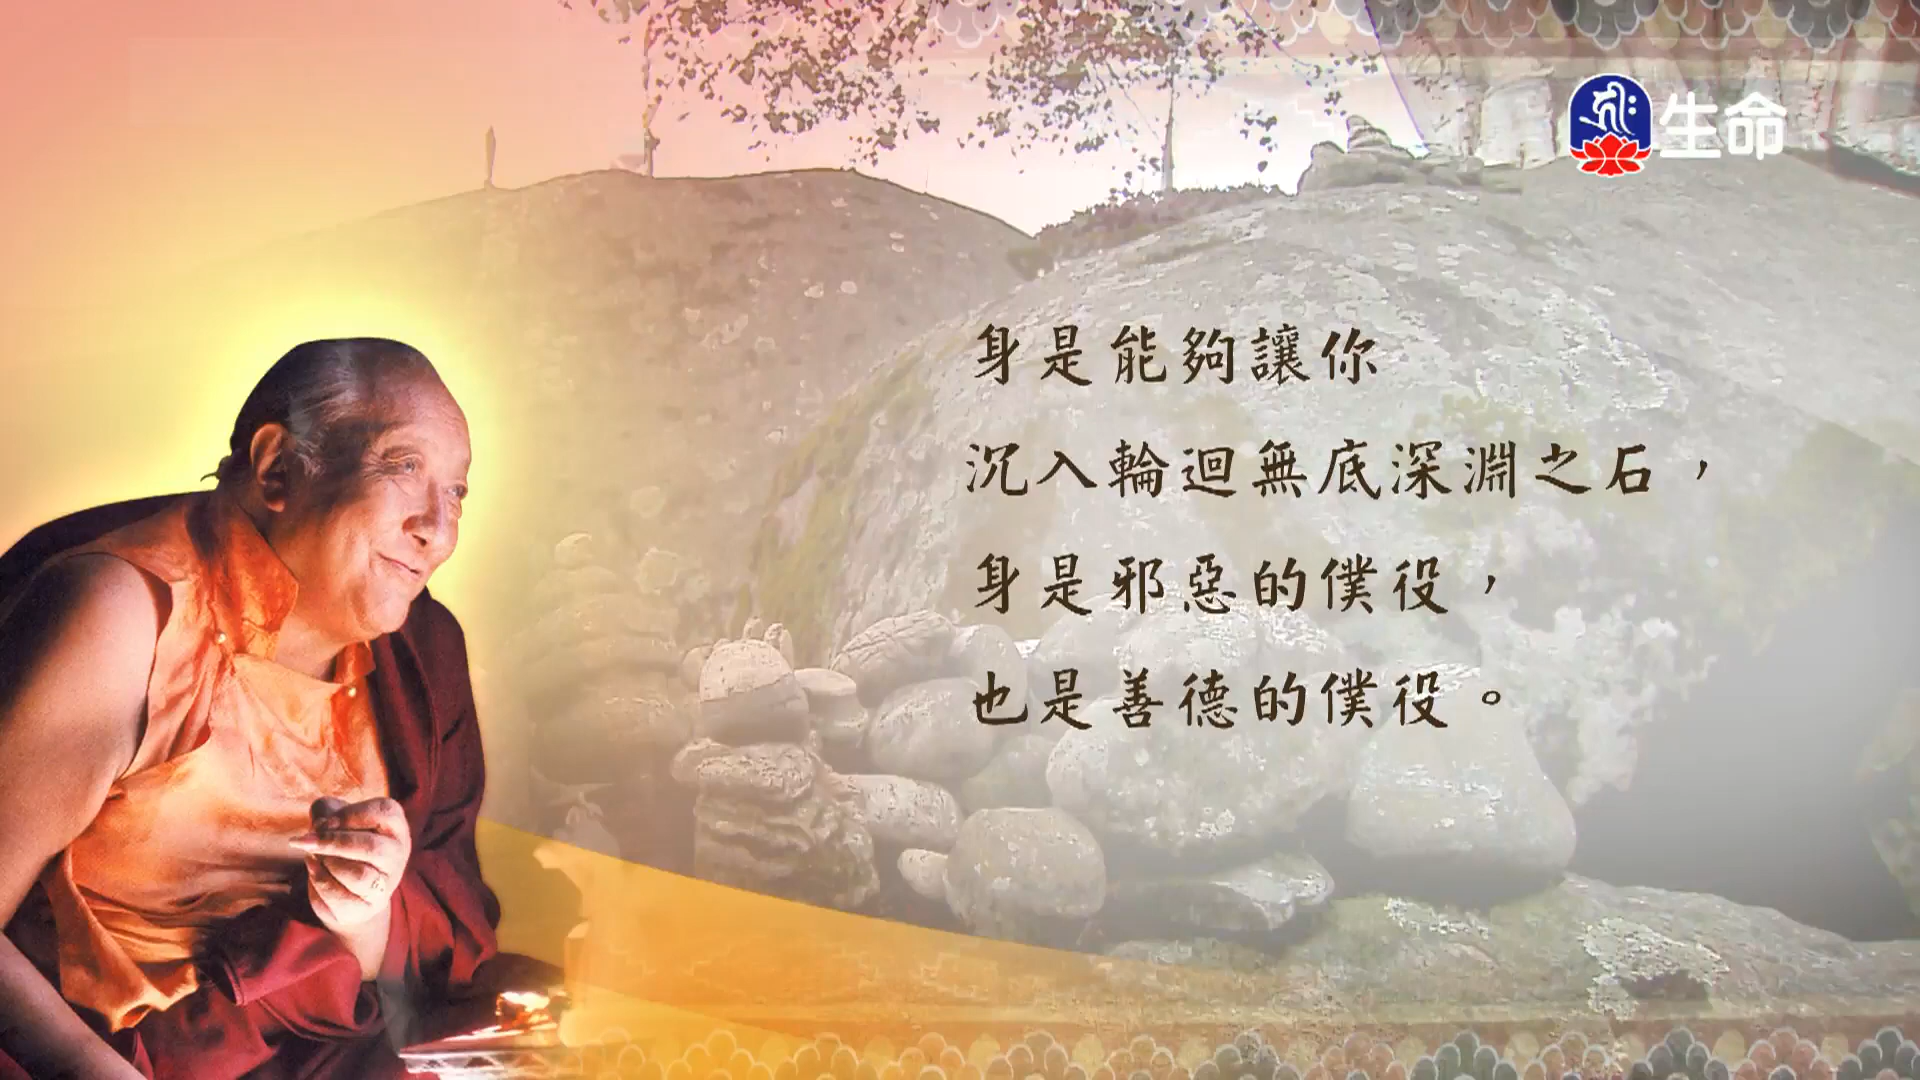 生命
身是能夠讓你
沉入輪迴無底深淵之石，
身是邪惡的僕役，
也是善德的僕役。